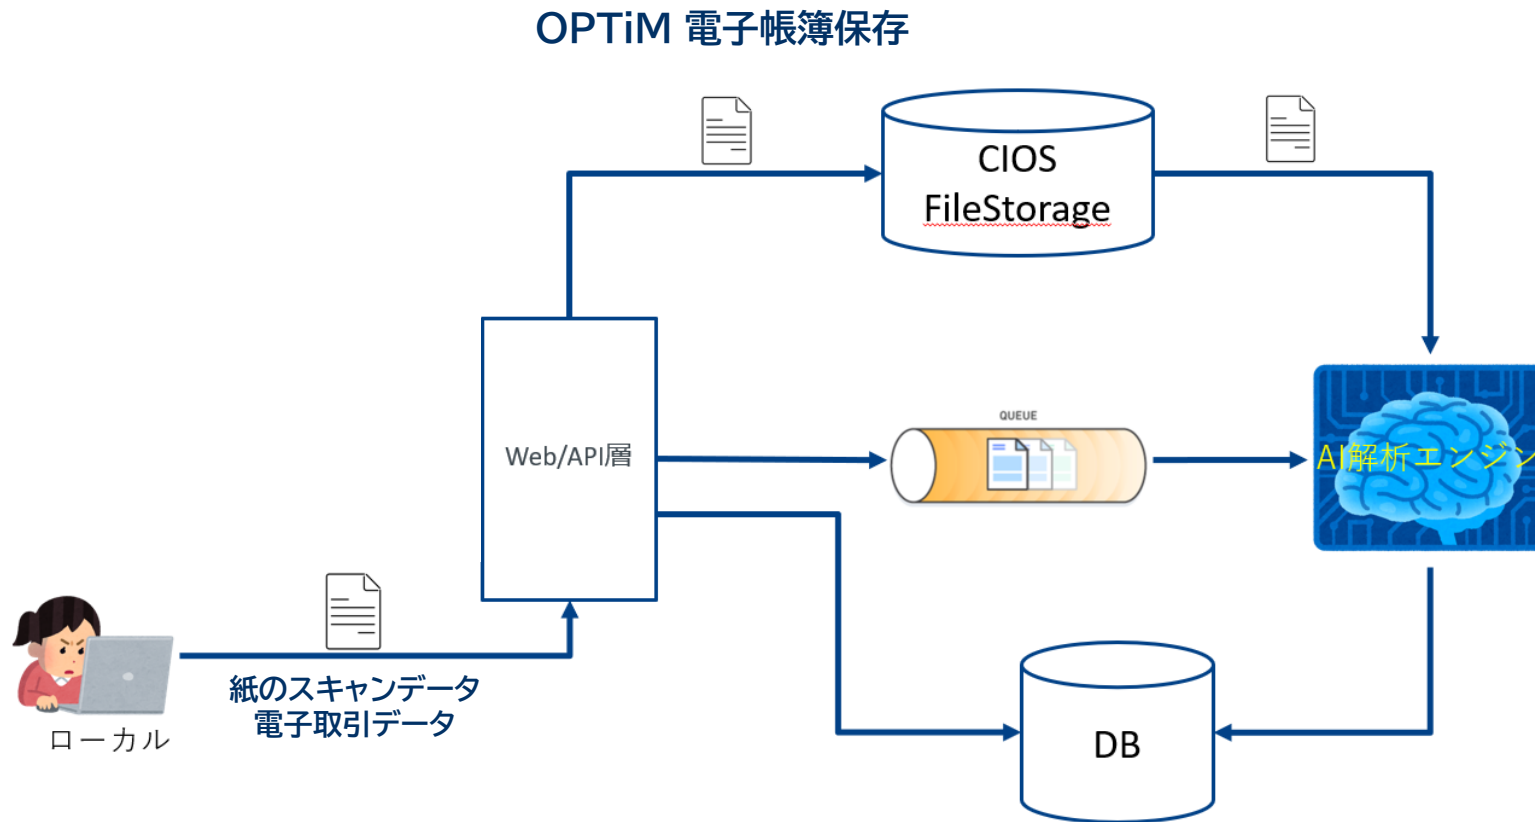 OPTiM 電子帳簿保存
CIOS
FileStorage
QUEUE
Web/API層
AI解析エンジン
紙のスキャンデータ
電子取引データ
ローカル
DB